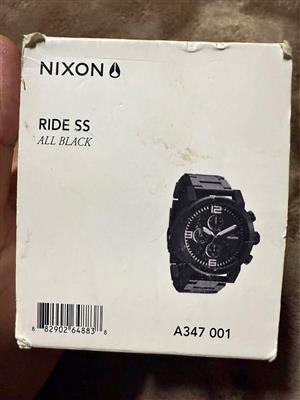 NIXON
RIDE SS
ALL BLACK
8 82902 64883 8
A347 001